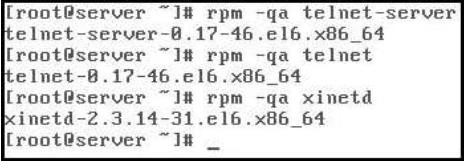 [root@server ~]# rpm -qa telnet-server
telnet-server-0.17-46.el6.x86_64
[root@server ~]# rpm -qa telnet
telnet-0.17-46.el6.x86_64
[root@server ~]# rpm -qa xinetd
xinetd-2.3.14-31.el6.x86_64
[root@server ~]# _